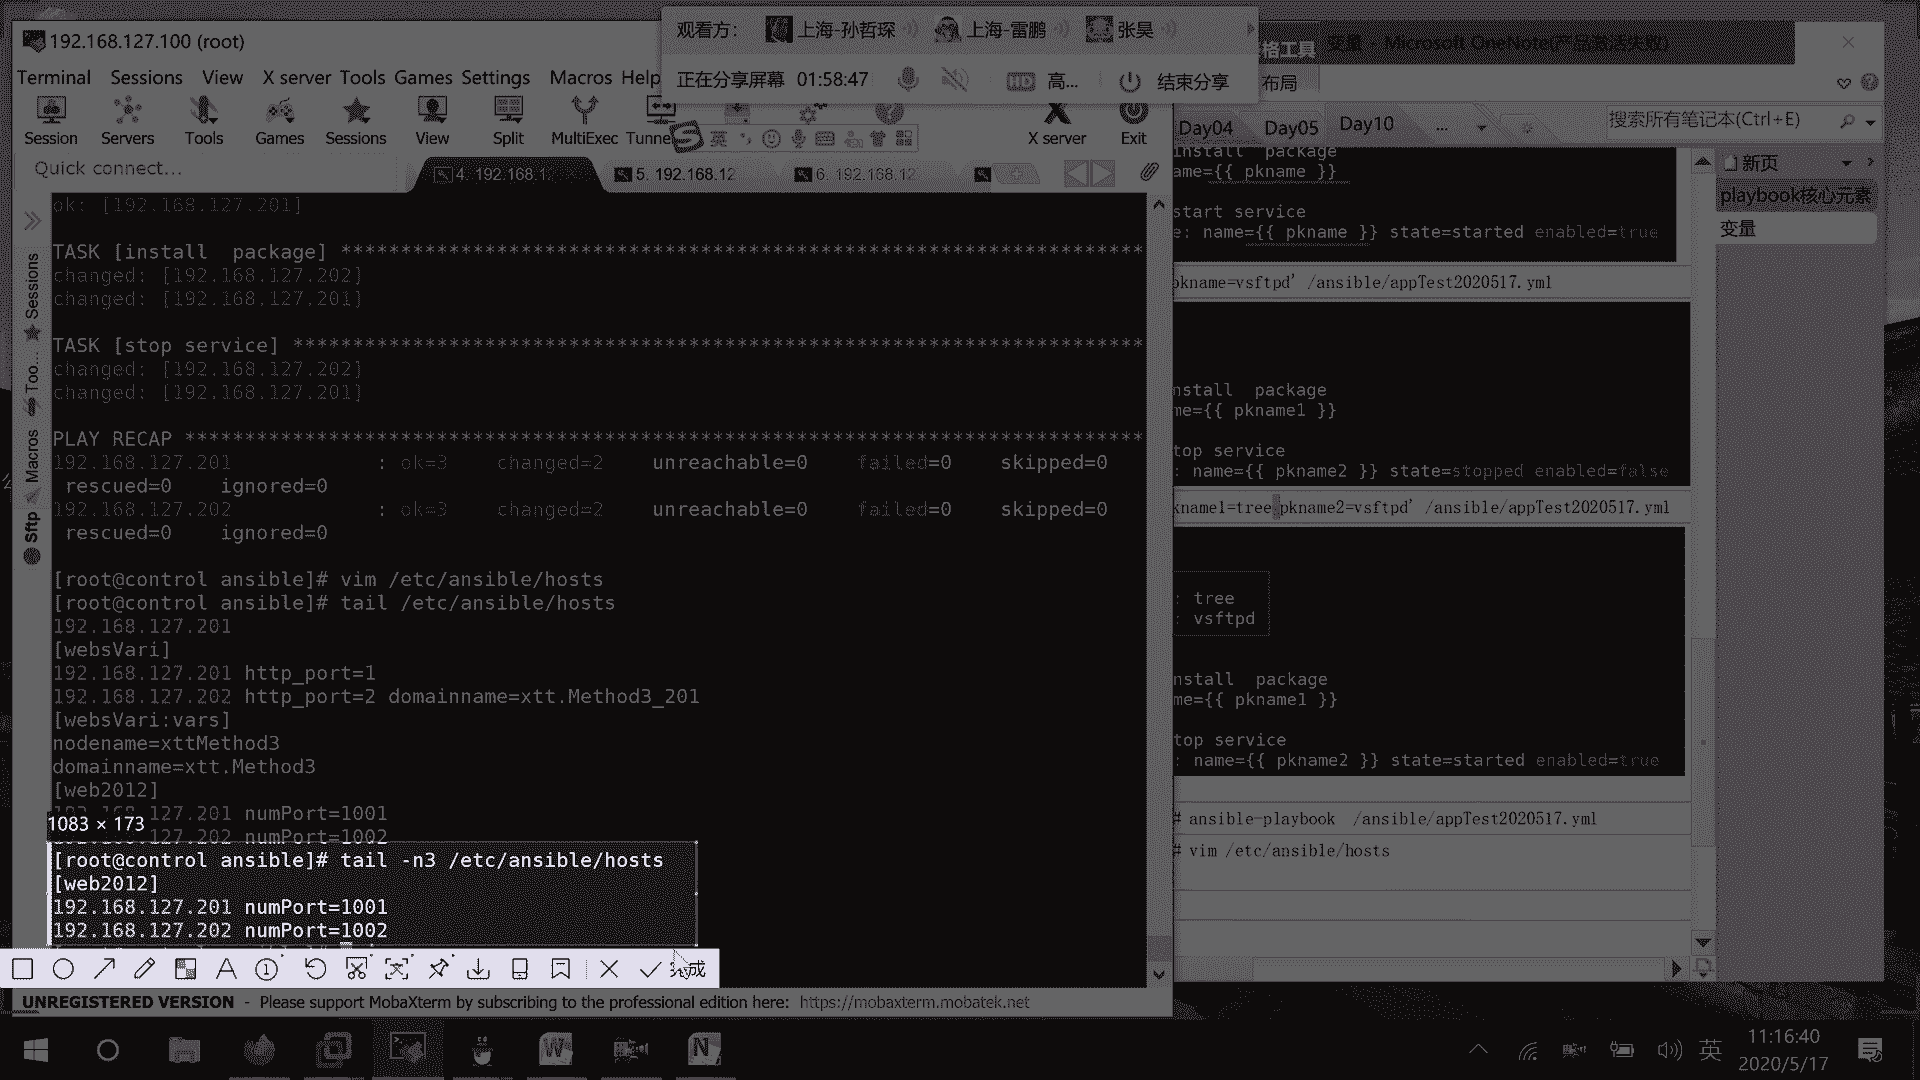 192.168.127.100 (root)
观看方： 上海-孙哲琛 上海-雷鹏 张昊
格工具 变量 - Microsoft OneNote(产品激活失败)
Terminal Sessions View X server Tools Games Settings Macros Help
正在分享屏幕 01:58:47 HD 高... 结束分享
布局
Session Servers Tools Games Sessions View Split MultiExec Tunne X server Exit
英
Day04 Day05 Day10 ...
搜索所有笔记本(Ctrl+E)
Quick connect...
4. 192.168.12 5. 192.168.12 6. 192.168.12
新页
playbook核心元素
变量
Sessions
Too...
Macros
Sftp
ok: [192.168.127.201]
TASK [install  package] *******************************************************************
changed: [192.168.127.202]
changed: [192.168.127.201]
TASK [stop service] ***********************************************************************
changed: [192.168.127.202]
changed: [192.168.127.201]
PLAY RECAP ********************************************************************************
192.168.127.201 : ok=3 changed=2 unreachable=0 failed=0 skipped=0
rescued=0 ignored=0
192.168.127.202 : ok=3 changed=2 unreachable=0 failed=0 skipped=0
rescued=0 ignored=0
[root@control ansible]# vim /etc/ansible/hosts
[root@control ansible]# tail /etc/ansible/hosts
192.168.127.201
[websVari]
192.168.127.201 http_port=1
192.168.127.202 http_port=2 domainname=xtt.Method3_201
[websVari:vars]
nodename=xttMethod3
domainname=xtt.Method3
[web2012]
127.201 numPort=1001
1083 × 173
127.202 numPort=1002
[root@control ansible]# tail -n3 /etc/ansible/hosts
[web2012]
192.168.127.201 numPort=1001
192.168.127.202 numPort=1002
install  package
ame={{ pkname }}
start service
e: name={{ pkname }} state=started enabled=true
pkname=vsftpd' /ansible/appTest2020517.yml
nstall  package
me={{ pkname1 }}
top service
: name={{ pkname2 }} state=stopped enabled=false
kname1=tree pkname2=vsftpd' /ansible/appTest2020517.yml
: tree
: vsftpd
nstall  package
me={{ pkname1 }}
top service
: name={{ pkname2 }} state=started enabled=true
# ansible-playbook  /ansible/appTest2020517.yml
# vim /etc/ansible/hosts
UNREGISTERED VERSION - Please support MobaXterm by subscribing to the professional edition here: https://mobaxterm.mobatek.net
英
11:16:40
2020/5/17